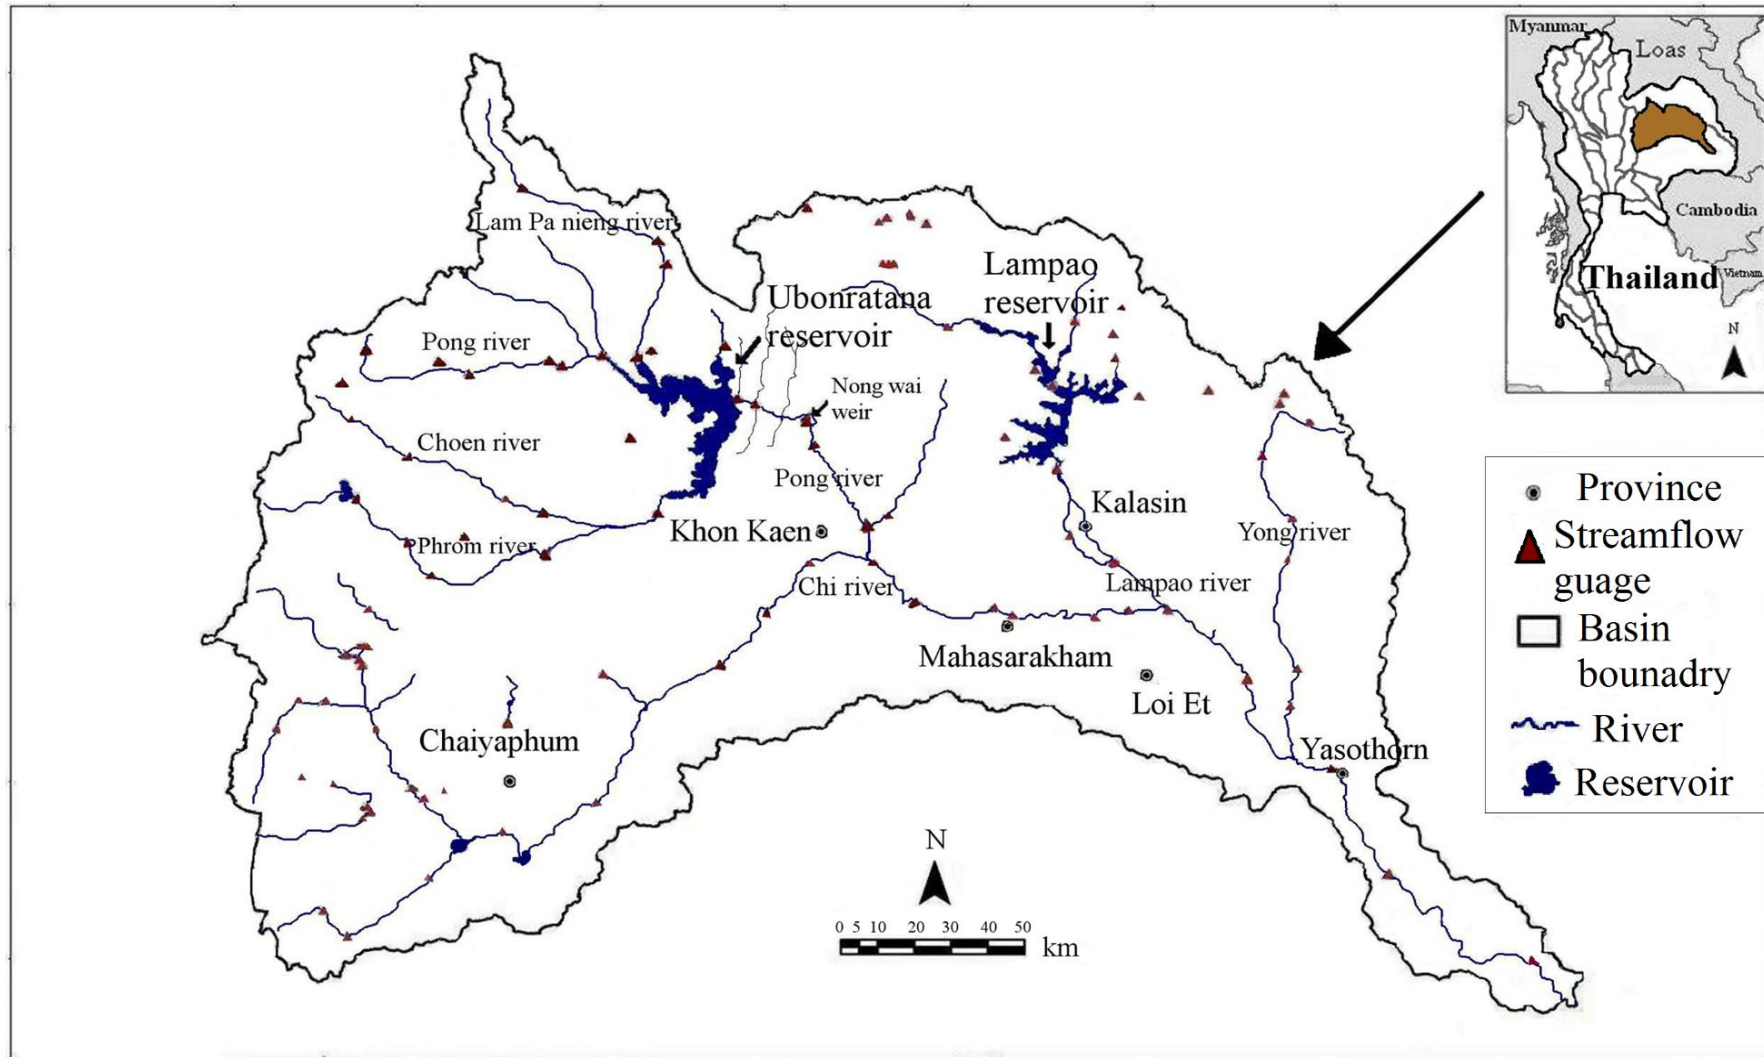 Myanmar
Loas
Cambodia
Vietnam
Thailand
N
Lam Pa nieng river
Lampao
reservoir
Ubonratana
reservoir
Pong river
Nong wai
weir
Choen river
Pong river
Kalasin
Khon Kaen
Yong river
Phrom river
Chi river
Lampao river
Mahasarakham
Loi Et
Chaiyaphum
Yasothorn
N
0 5 10 20 30 40 50
km
Province
Streamflow
guage
Basin
bounadry
River
Reservoir